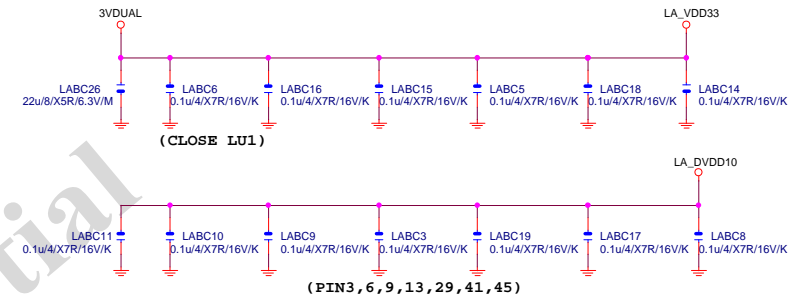 3VDUAL
LA_VDD33
LABC26
22u/8/X5R/6.3V/M
LABC6
0.1u/4/X7R/16V/K
LABC16
0.1u/4/X7R/16V/K
LABC15
0.1u/4/X7R/16V/K
LABC5
0.1u/4/X7R/16V/K
LABC18
0.1u/4/X7R/16V/K
LABC14
0.1u/4/X7R/16V/K
(CLOSE LU1)
LA_DVDD10
LABC11
0.1u/4/X7R/16V/K
LABC10
0.1u/4/X7R/16V/K
LABC9
0.1u/4/X7R/16V/K
LABC3
0.1u/4/X7R/16V/K
LABC19
0.1u/4/X7R/16V/K
LABC17
0.1u/4/X7R/16V/K
LABC8
0.1u/4/X7R/16V/K
(PIN3,6,9,13,29,41,45)
tial